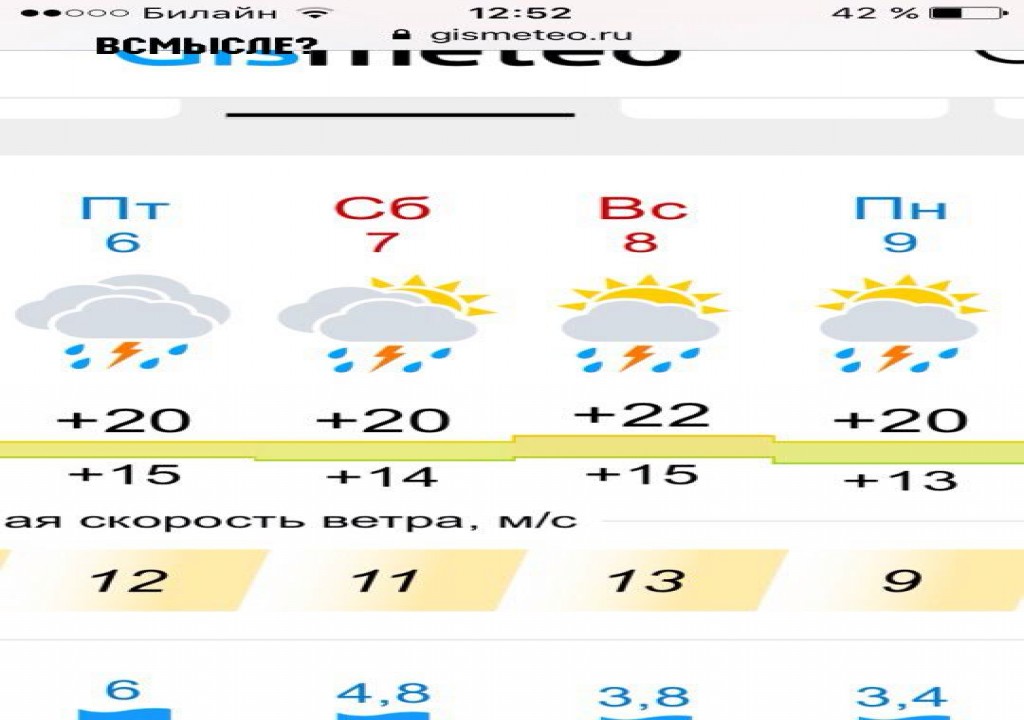 Билайн 12:52 42 %
gismeteo.ru
ВСМЫСЛЕ?
Gismeteo
Пт Сб Вс Пн
6 7 8 9
+20 +20 +22 +20
+15 +14 +15 +13
ая скорость ветра, м/с
12 11 13 9
6 4,8 3,8 3,4